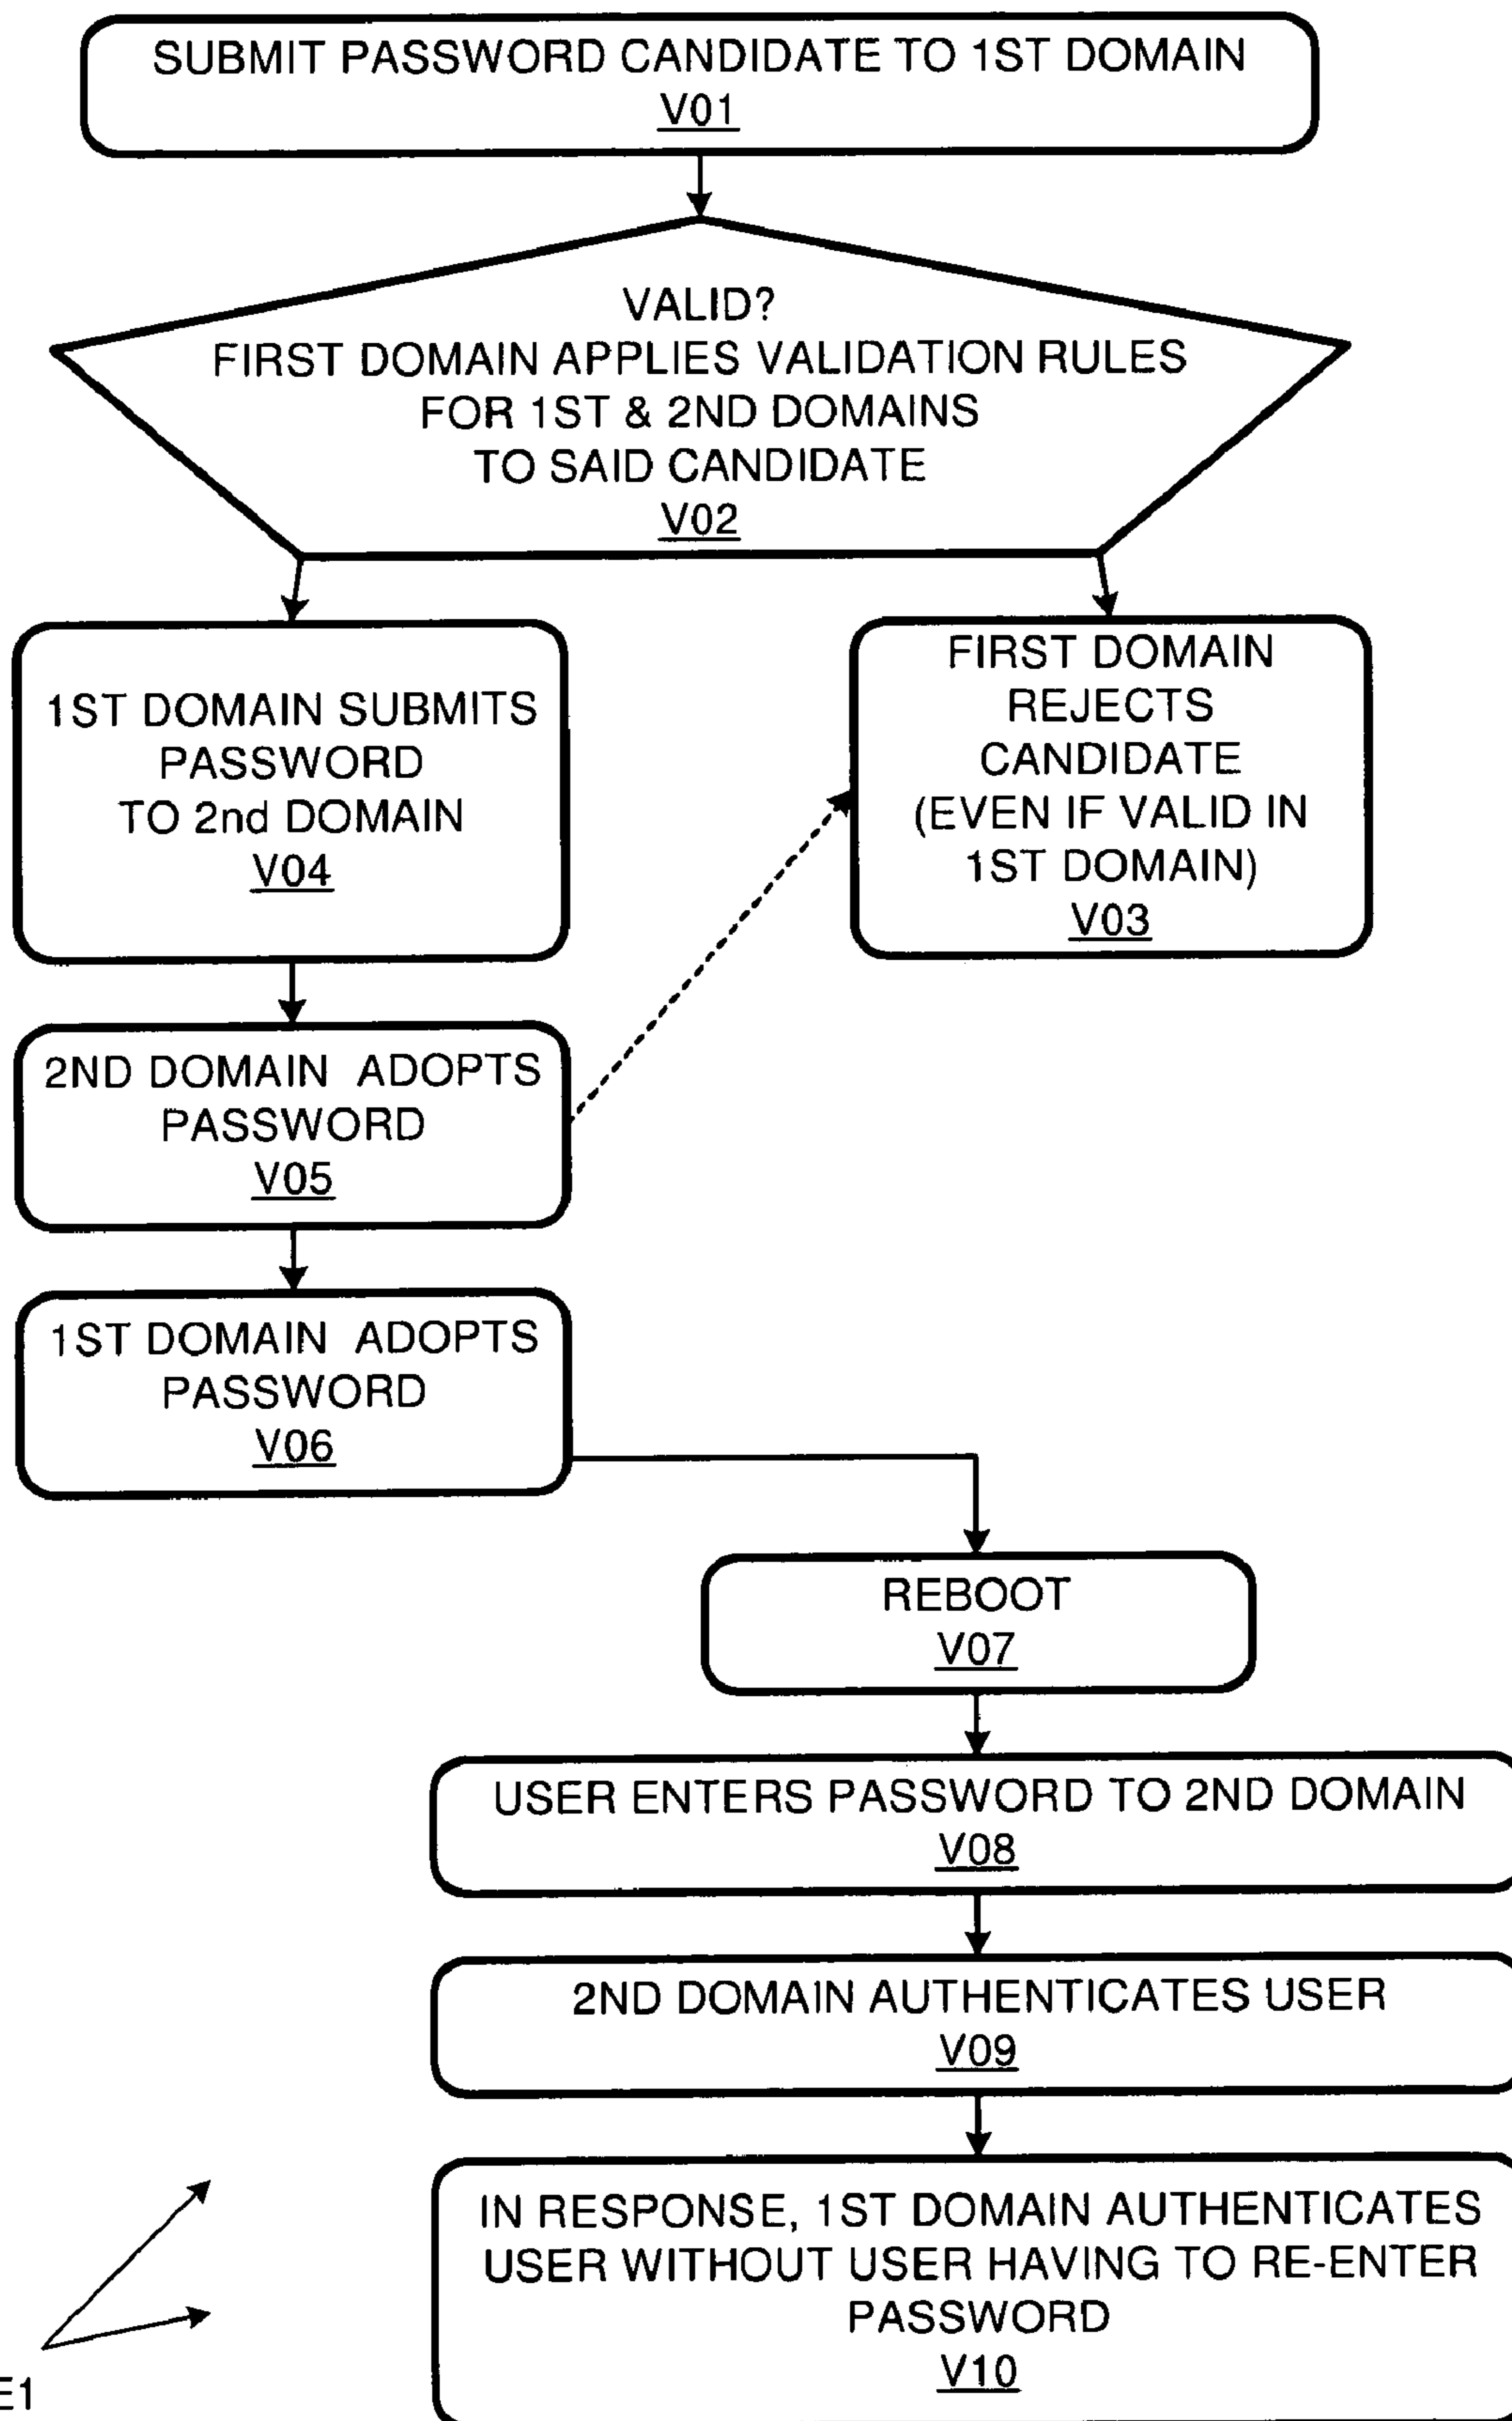 SUBMIT PASSWORD CANDIDATE TO 1ST DOMAIN
V01
VALID?
FIRST DOMAIN APPLIES VALIDATION RULES
FOR 1ST & 2ND DOMAINS
TO SAID CANDIDATE
V02
1ST DOMAIN SUBMITS
PASSWORD
TO 2nd DOMAIN
V04
FIRST DOMAIN
REJECTS
CANDIDATE
(EVEN IF VALID IN
1ST DOMAIN)
V03
2ND DOMAIN ADOPTS
PASSWORD
V05
1ST DOMAIN ADOPTS
PASSWORD
V06
REBOOT
V07
USER ENTERS PASSWORD TO 2ND DOMAIN
V08
2ND DOMAIN AUTHENTICATES USER
V09
IN RESPONSE, 1ST DOMAIN AUTHENTICATES
USER WITHOUT USER HAVING TO RE-ENTER
PASSWORD
V10
E1